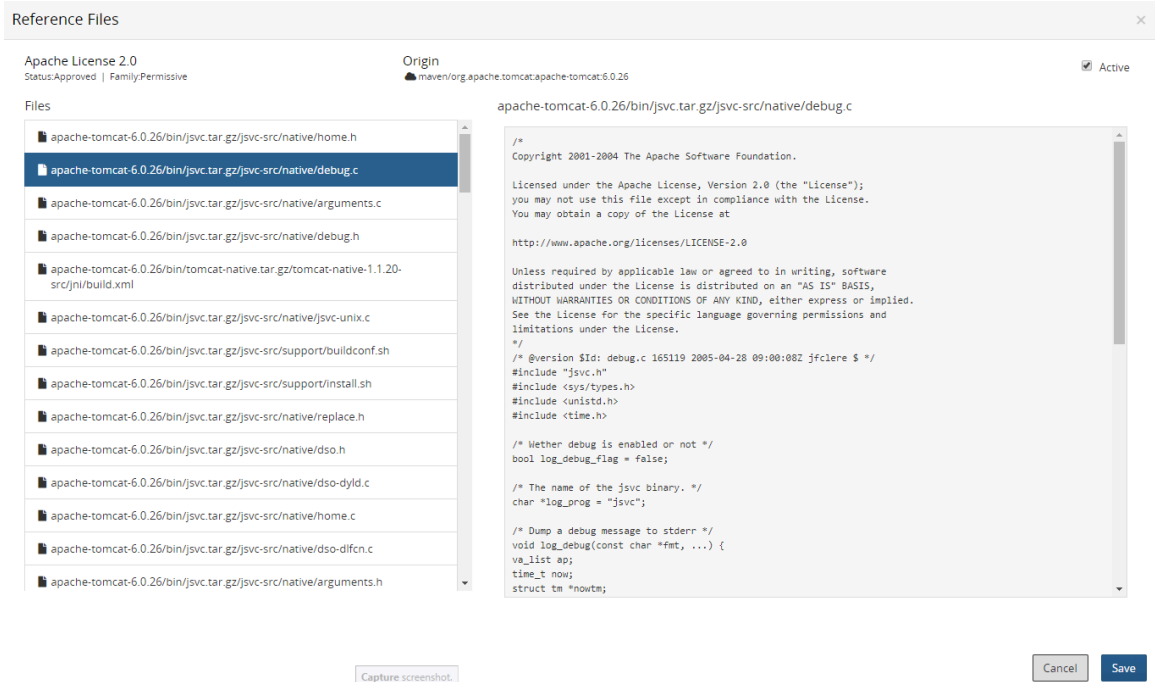 Reference Files
×
Apache License 2.0
Status:Approved | Family:Permissive
Origin
maven/org.apache.tomcat:apache-tomcat:6.0.26
Active
Files
apache-tomcat-6.0.26/bin/jsvc.tar.gz/jsvc-src/native/home.h
apache-tomcat-6.0.26/bin/jsvc.tar.gz/jsvc-src/native/debug.c
apache-tomcat-6.0.26/bin/jsvc.tar.gz/jsvc-src/native/arguments.c
apache-tomcat-6.0.26/bin/jsvc.tar.gz/jsvc-src/native/debug.h
apache-tomcat-6.0.26/bin/tomcat-native.tar.gz/tomcat-native-1.1.20-
src/jni/build.xml
apache-tomcat-6.0.26/bin/jsvc.tar.gz/jsvc-src/native/jsvc-unix.c
apache-tomcat-6.0.26/bin/jsvc.tar.gz/jsvc-src/support/buildconf.sh
apache-tomcat-6.0.26/bin/jsvc.tar.gz/jsvc-src/support/install.sh
apache-tomcat-6.0.26/bin/jsvc.tar.gz/jsvc-src/native/replace.h
apache-tomcat-6.0.26/bin/jsvc.tar.gz/jsvc-src/native/dso.h
apache-tomcat-6.0.26/bin/jsvc.tar.gz/jsvc-src/native/dso-dyld.c
apache-tomcat-6.0.26/bin/jsvc.tar.gz/jsvc-src/native/home.c
apache-tomcat-6.0.26/bin/jsvc.tar.gz/jsvc-src/native/dso-dlfcn.c
apache-tomcat-6.0.26/bin/jsvc.tar.gz/jsvc-src/native/arguments.h
apache-tomcat-6.0.26/bin/jsvc.tar.gz/jsvc-src/native/debug.c
/*
Copyright 2001-2004 The Apache Software Foundation.
Licensed under the Apache License, Version 2.0 (the "License");
you may not use this file except in compliance with the License.
You may obtain a copy of the License at
http://www.apache.org/licenses/LICENSE-2.0
Unless required by applicable law or agreed to in writing, software
distributed under the License is distributed on an "AS IS" BASIS,
WITHOUT WARRANTIES OR CONDITIONS OF ANY KIND, either express or implied.
See the License for the specific language governing permissions and
limitations under the License.
*/
/* @version $Id: debug.c 165119 2005-04-28 09:00:08Z jfclere $ */
#include "jsvc.h"
#include <sys/types.h>
#include <unistd.h>
#include <time.h>
/* Wether debug is enabled or not */
bool log_debug_flag = false;
/* The name of the jsvc binary. */
char *log_prog = "jsvc";
/* Dump a debug message to stderr */
void log_debug(const char *fmt, ...) {
va_list ap;
time_t now;
struct tm *nowtm;
Capture screenshot.
Cancel
Save